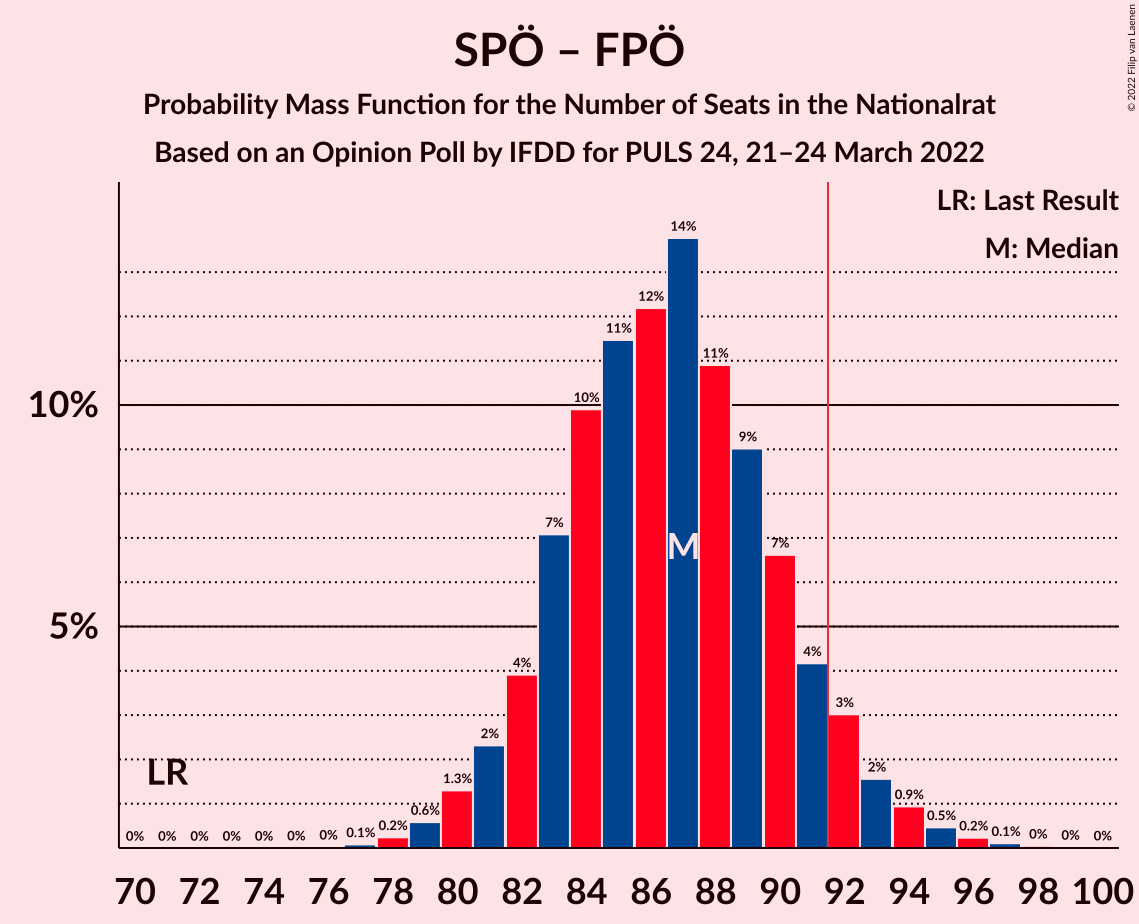 SPÖ – FPÖ
Probability Mass Function for the Number of Seats in the Nationalrat
Based on an Opinion Poll by IFDD for PULS 24, 21–24 March 2022
© 2022 Filip van Laenen
LR: Last Result
M: Median
10%
5%
0% 0% 0% 0% 0% 0% 0% 0.1% 0.2% 0.6% 1.3% 2% 4% 7% 10% 11% 12% 14% 11% 9% 7% 4% 3% 2% 0.9% 0.5% 0.2% 0.1% 0% 0% 0%
M
LR
70 72 74 76 78 80 82 84 86 88 90 92 94 96 98 100